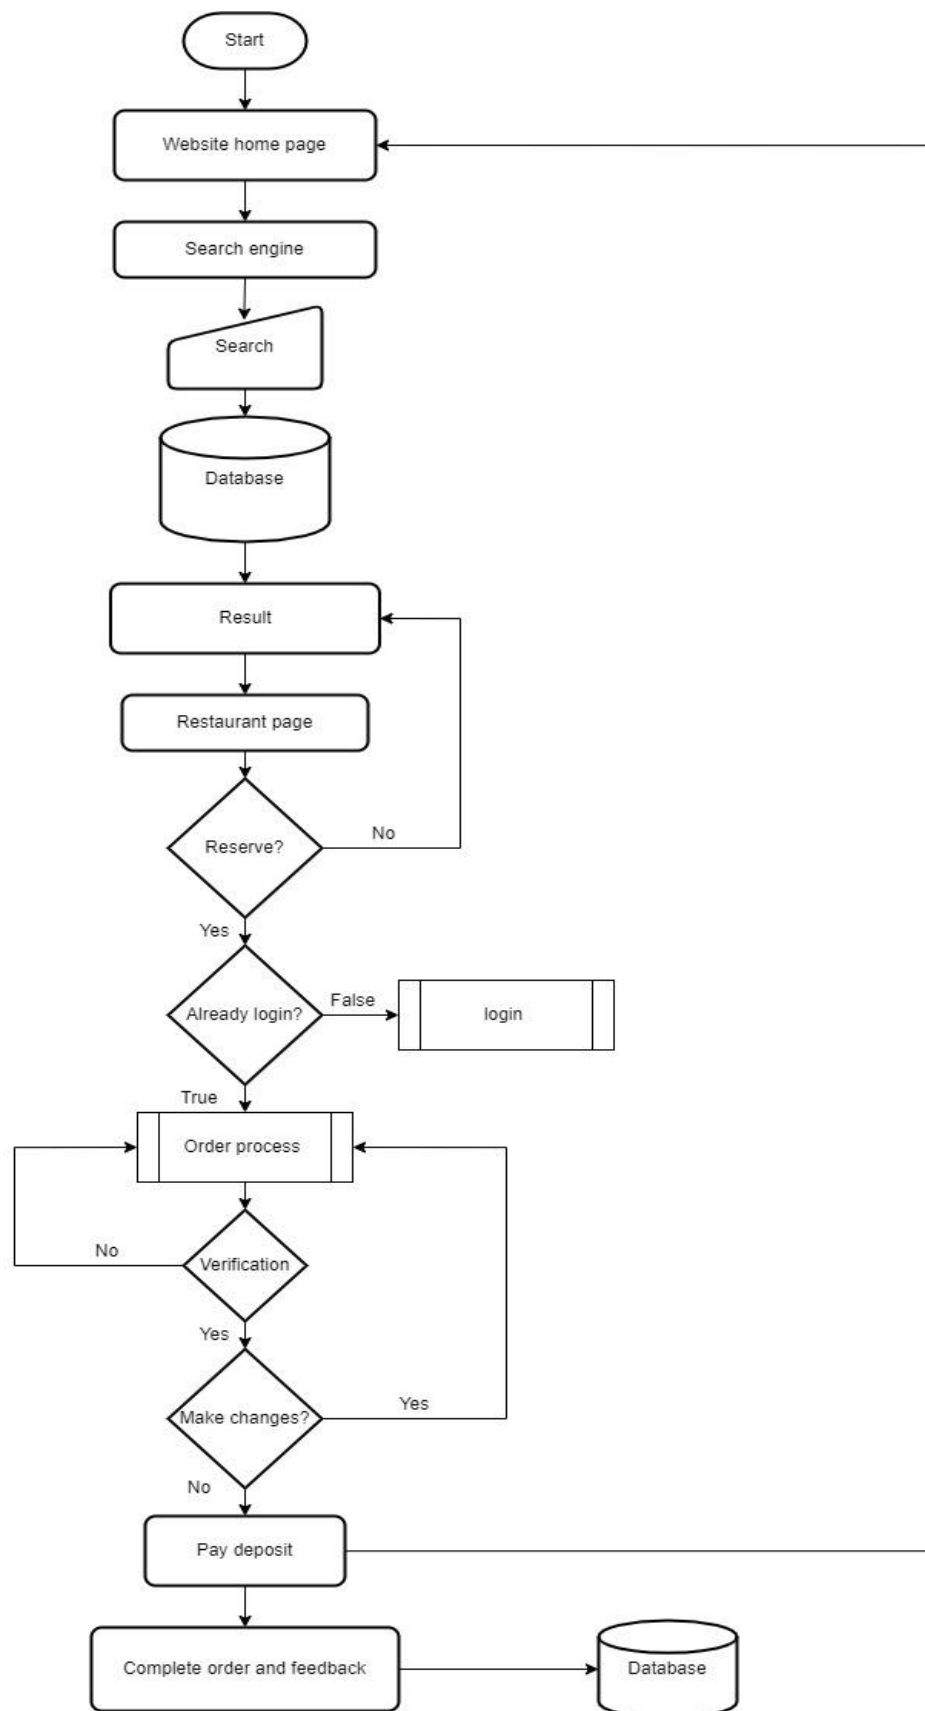 Start
Website home page
Search engine
Search
Database
Result
Restaurant page
Reserve?
No
Yes
Already login?
False
login
True
Order process
No
Verification
Yes
Make changes?
Yes
No
Pay deposit
Complete order and feedback
Database